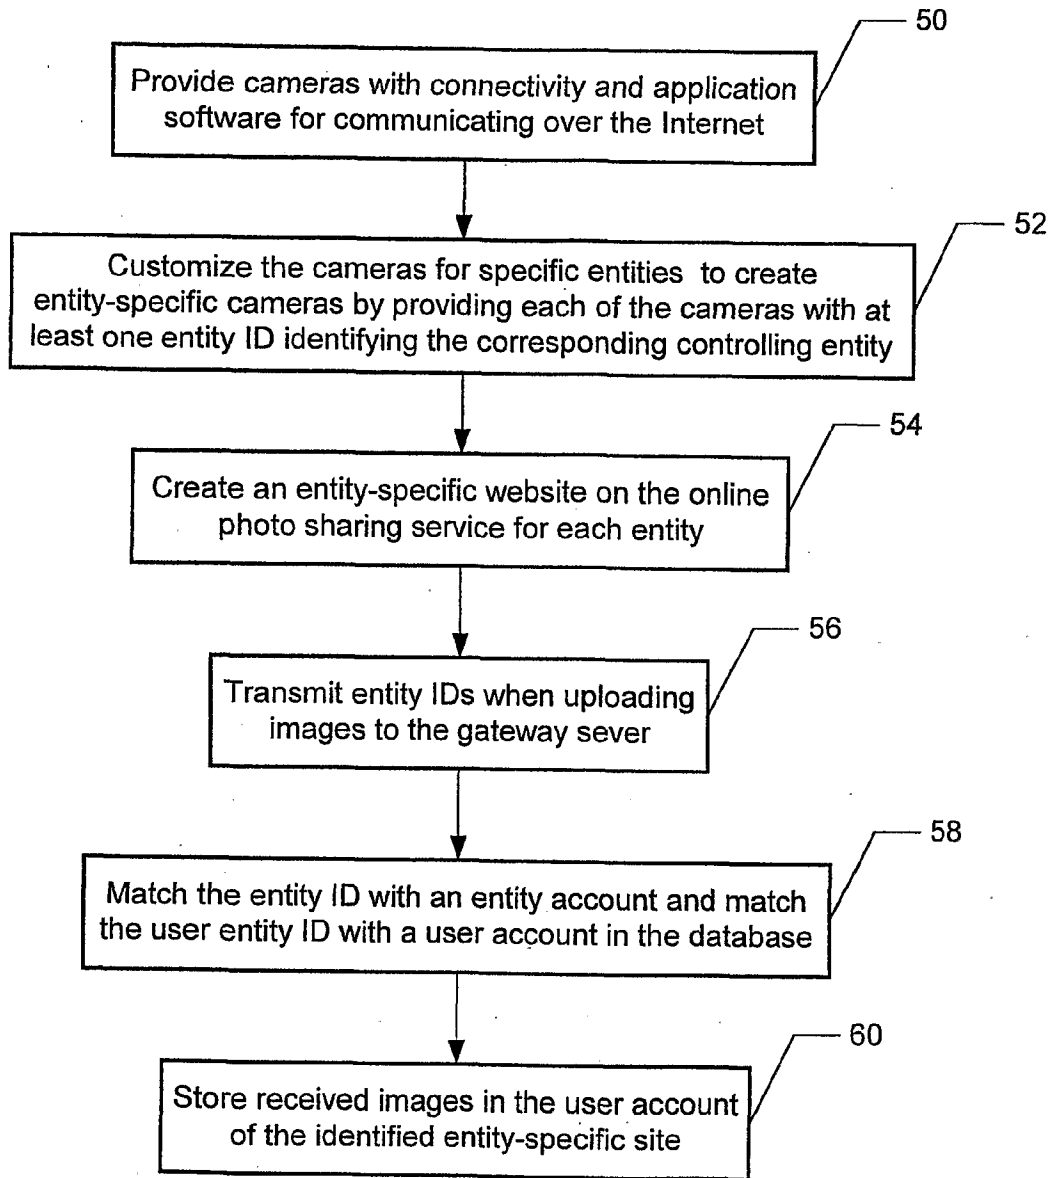 50
Provide cameras with connectivity and application
software for communicating over the Internet
52
Customize the cameras for specific entities to create
entity-specific cameras by providing each of the cameras with at
least one entity ID identifying the corresponding controlling entity
54
Create an entity-specific website on the online
photo sharing service for each entity
56
Transmit entity IDs when uploading
images to the gateway sever
58
Match the entity ID with an entity account and match
the user entity ID with a user account in the database
60
Store received images in the user account
of the identified entity-specific site